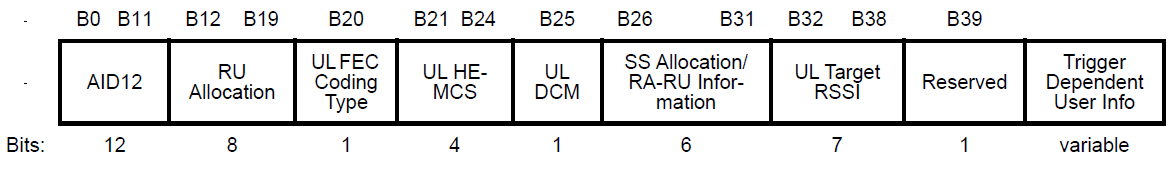 - B0 B11 B12 B19 B20 B21 B24 B25 B26 B31 B32 B38 B39
- AID12 RU Allocation UL FEC Coding Type UL HE-MCS UL DCM SS Allocation/RA-RU Infor-mation UL Target RSSI Reserved Trigger Dependent User Info
Bits: 12 8 1 4 1 6 7 1 variable